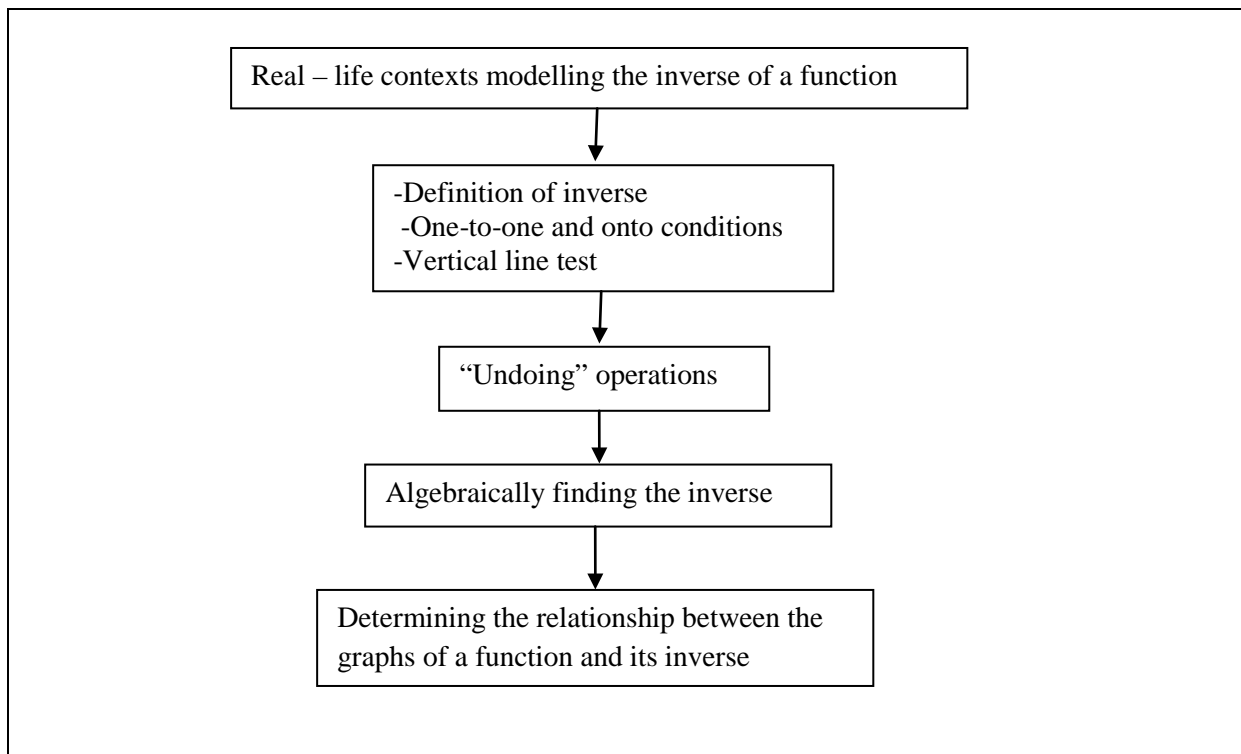 Real – life contexts modelling the inverse of a function
-Definition of inverse
-One-to-one and onto conditions
-Vertical line test
“Undoing” operations
Algebraically finding the inverse
Determining the relationship between the
graphs of a function and its inverse